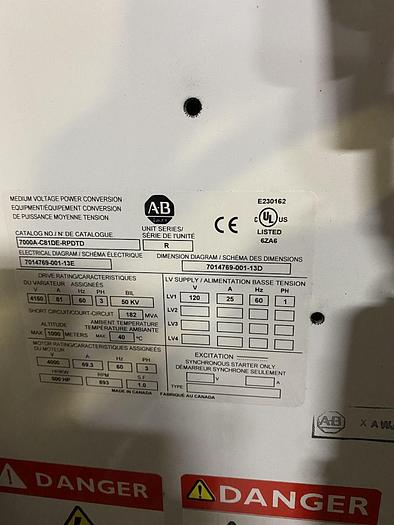 MEDIUM VOLTAGE POWER CONVERSION
EQUIPMENT/ÉQUIPEMENT CONVERSION
DE PUISSANCE MOYENNE TENSION
A·B
CE
E230162
C UL US
LISTED
6ZA6
CATALOG NO./ N° DE CATALOGUE
7000A-C81DE-RPDTD
UNIT SERIES/
SÉRIE DE l'UNITÉ
R
ELECTRICAL DIAGRAM / SCHÉMA ÉLECTRIQUE
7014769-001-13E
DIMENSION DIAGRAM / SCHÉMA DES DIMENSIONS
7014769-001-13D
DRIVE RATING/CARACTERISTIQUES
DU VARIATEUR ASSIGNÉES
V A Hz PH BIL
4160 81 60 3 50 KV
SHORT CIRCUIT/COURT-CIRCUIT 182 MVA
ALTITUDE
MAX 1000 METERS
AMBIENT TEMPERATURE
TEMPÉRATURE AMBIANTE
MAX 40 °C
MOTOR RATING/CARACTÉRISTIQUES ASSIGNÉES
DU MOTEUR
V A Hz PH
4000 69.3 60 3
HP/KW RPM S.F.
500 HP 893 1.0
MADE IN CANADA FABRIQUÉ AU CANADA
LV SUPPLY / ALIMENTATION BASSE TENSION
V A Hz PH
LV1 120 25 60 1
LV2
LV3
LV4
EXCITATION
SYNCHRONOUS STARTER ONLY
DÉMARREUR SYNCHRONE SEULEMENT
V A
TYPE
A·B X
DANGER
DANGER